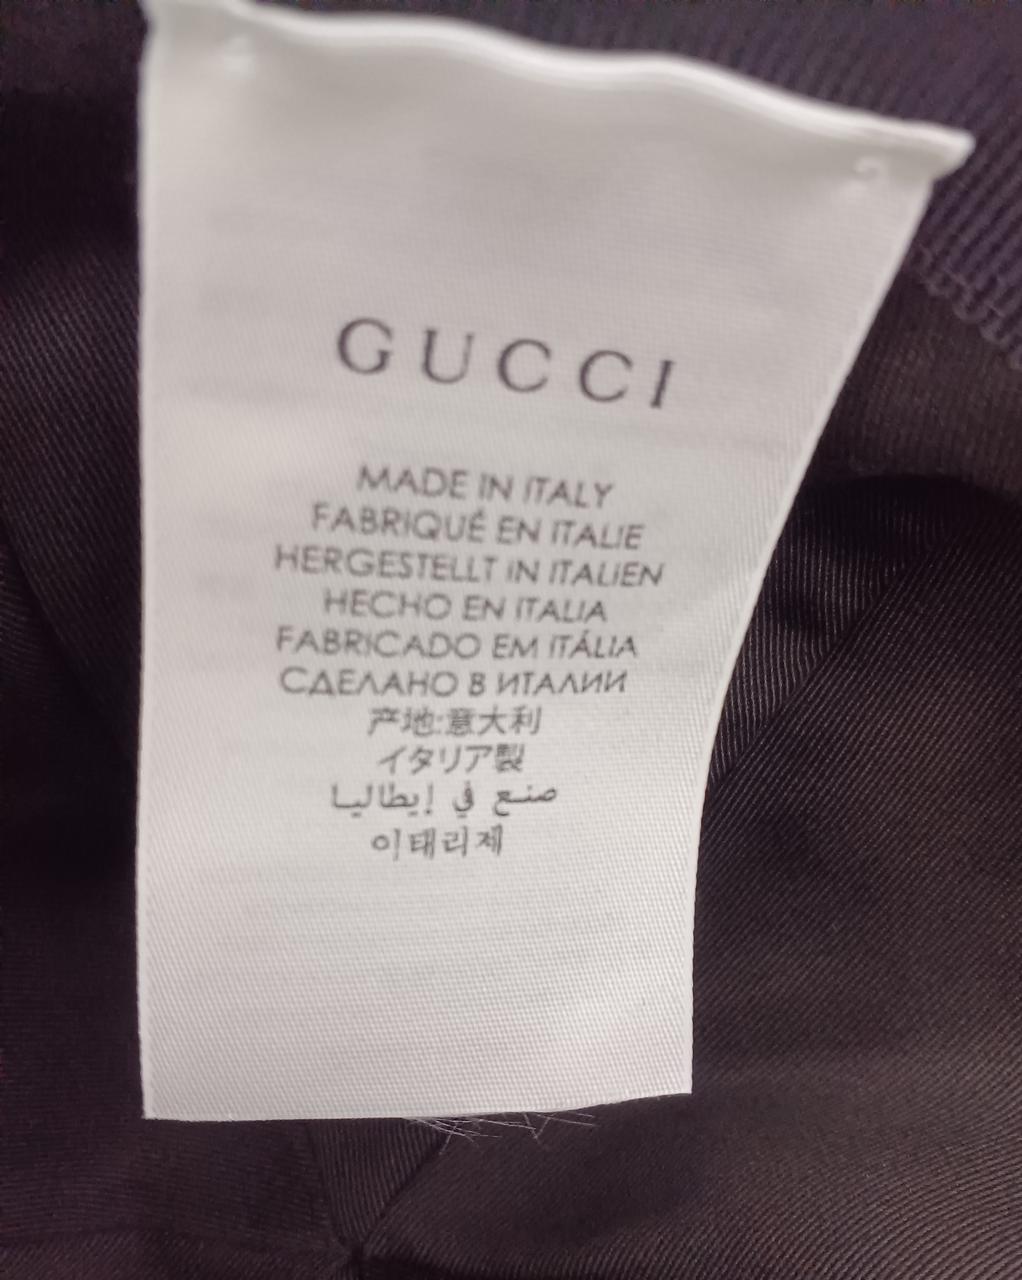 GUCCI
MADE IN ITALY
FABRIQUÉ EN ITALIE
HERGESTELLT IN ITALIEN
HECHO EN ITALIA
FABRICADO EM ITÁLIA
СДЕЛАНО В ИТАЛИИ
产地:意大利
イタリア製
صنع في إيطاليا
이태리제